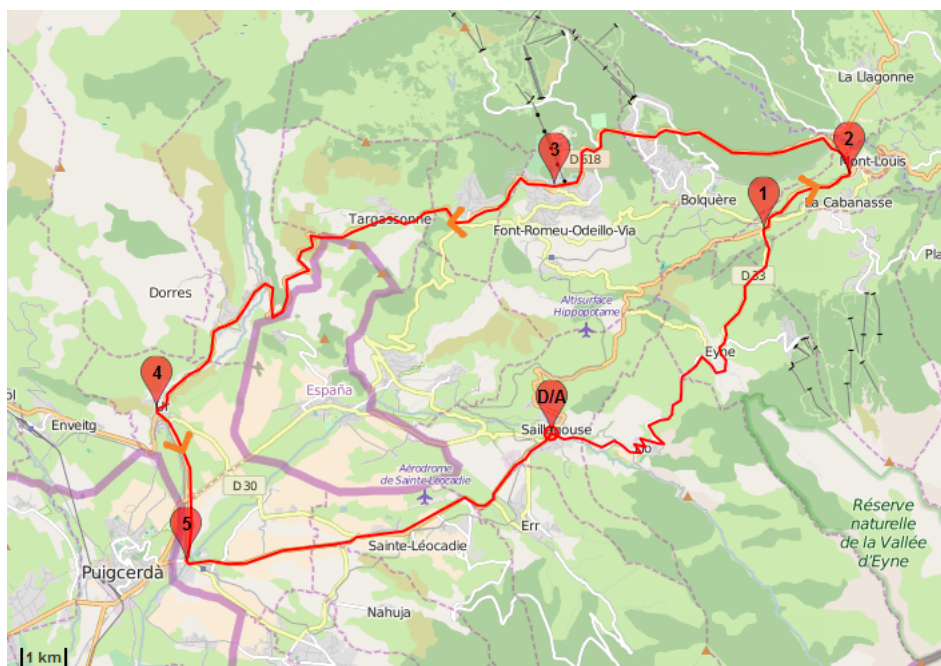 La Llagonne
2
Mont-Louis
3
D 618
1
La Cabanasse
Bolquère
Targassonne
Font-Romeu-Odeillo-Via
Pla
D 33
Dorres
Altisurface
Hippopotame
Eyne
4
España
D/A
Ur
Enveitg
Saillagouse
D 30
Aérodrome
de Sainte-Léocadie
Réserve
naturelle
de la Vallée
d'Eyne
5
Err
Sainte-Léocadie
Puigcerdà
Nahuja
1 km